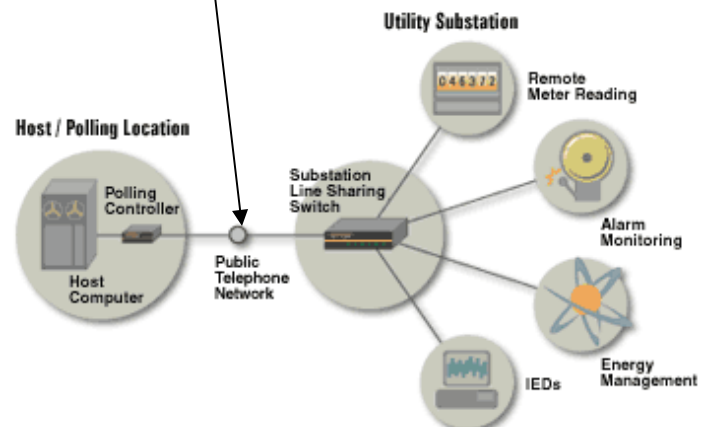 Utility Substation
046372
Remote
Meter Reading
Host / Polling Location
Polling
Controller
Substation
Line Sharing
Switch
Alarm
Monitoring
Public
Telephone
Network
Host
Computer
Energy
Management
IEDs